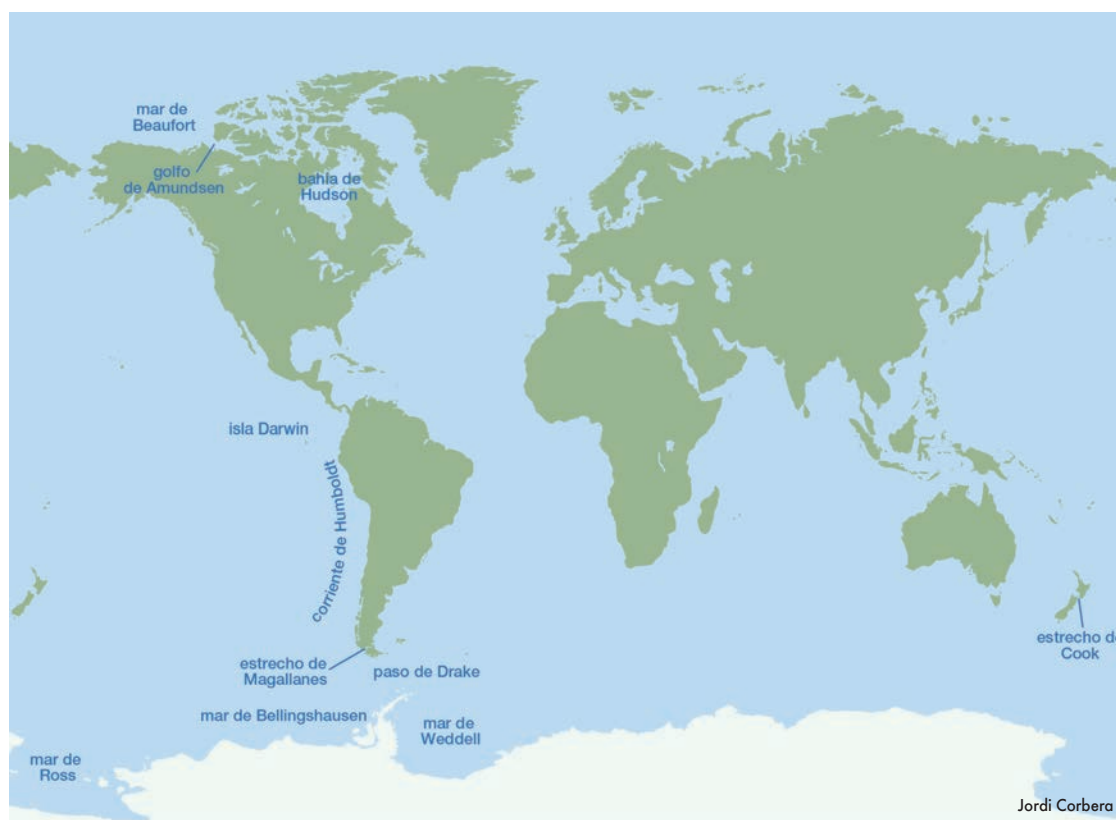 mar de
Beaufort
golfo
de Amundsen
bahía de
Hudson
isla Darwin
corriente de Humboldt
estrecho de
Magallanes
paso de Drake
estrecho de
Cook
mar de Bellingshausen
mar de
Weddell
mar de
Ross
Jordi Corbera